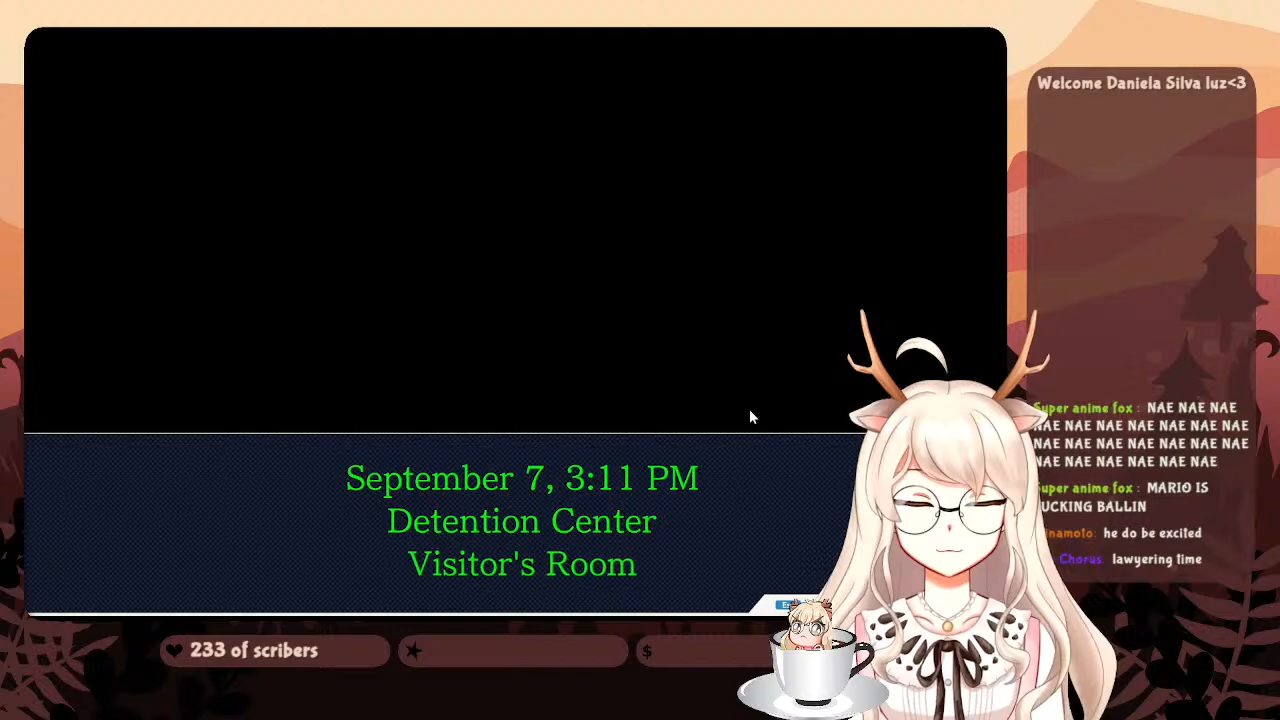 Welcome Daniela Silva luz<3
September 7, 3:11 PM
Detention Center
Visitor's Room
Super anime fox : NAE NAE NAE
NAE NAE NAE NAE NAE NAE NAE
NAE NAE NAE NAE NAE NAE NAE
NAE NAE NAE NAE NAE NAE
Super anime fox : MARIO IS
UCKING BALLIN
inamoto: he do be excited
Chorus: lawyering time
233 of scribers
$